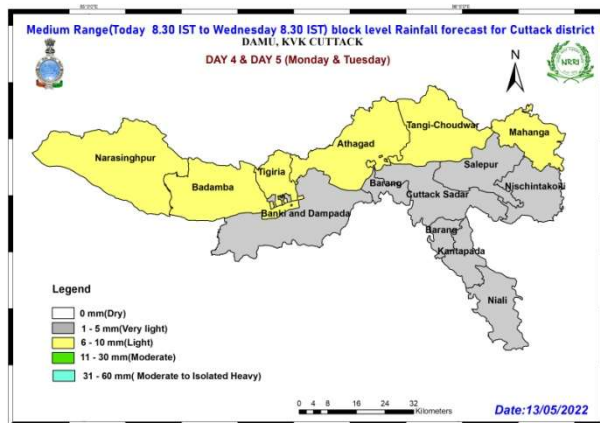 Medium Range(Today 8.30 IST to Wednesday 8.30 IST) block level Rainfall forecast for Cuttack district
DAMU, KVK CUTTACK
DAY 4 & DAY 5 (Monday & Tuesday)
N
NRRI
Tangi-Choudwar
Mahanga
Athagad
Narasinghpur
Salepur
Tigiria
Badamba
Barang
Nischintakoili
Cuttack Sadar
Banki and Dampada
Barang
Kantapada
Niali
Legend
0 mm(Dry)
1 - 5 mm(Very light)
6 - 10 mm(Light)
11 - 30 mm(Moderate)
31 - 60 mm( Moderate to Isolated Heavy)
0 4 8 16 24 32
Kilometers
Date:13/05/2022